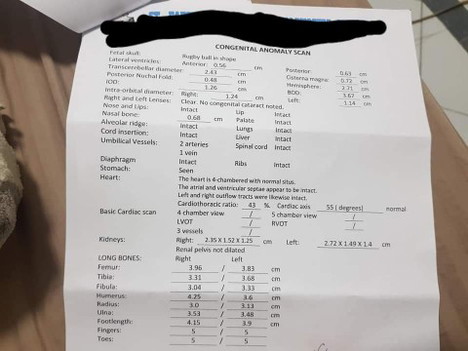 CONGENITAL ANOMALY SCAN
Fetal skull: Rugby ball in shape
Lateral ventricles: Anterior: 0.56 cm Posterior: 0.63 cm
Transcerebellar diameter: 2.43 cm Cisterna magna: 0.72 cm
Posterior Nuchal Fold: 0.48 cm Hemisphere: 2.71 cm
IOD: 1.26 cm BOD: 3.67 cm
Intra-orbital diameter: Right: 1.24 cm Left: 1.14 cm
Right and Left Lenses: Clear. No congenital cataract noted.
Nose and Lips: Intact Lip Intact
Nasal bone: 0.68 cm Palate Intact
Alveolar ridge: Intact Lungs Intact
Cord insertion: Intact Liver Intact
Umbilical Vessels: 2 arteries Spinal cord Intact
1 vein
Diaphragm Intact Ribs Intact
Stomach: Seen
Heart: The heart is 4-chambered with normal situs.
The atrial and ventricular septae appear to be intact.
Left and right outflow tracts were likewise intact.
Cardiothoracic ratio: 43 % Cardiac axis 55 ( degrees) normal
Basic Cardiac scan 4 chamber view / 5 chamber view /
LVOT / RVOT /
3 vessels /
Kidneys: Right: 2.35 X 1.52 X 1.25 cm Left: 2.72 X 1.49 X 1.4 cm
Renal pelvis not dilated
LONG BONES: Right Left
Femur: 3.96 / 3.83 cm
Tibia: 3.31 / 3.68 cm
Fibula: 3.04 / 3.33 cm
Humerus: 4.25 / 3.6 cm
Radius: 3.0 / 3.13 cm
Ulna: 3.53 / 3.48 cm
Footlength: 4.15 / 3.9 cm
Fingers: 5 / 5
Toes: 5 / 5